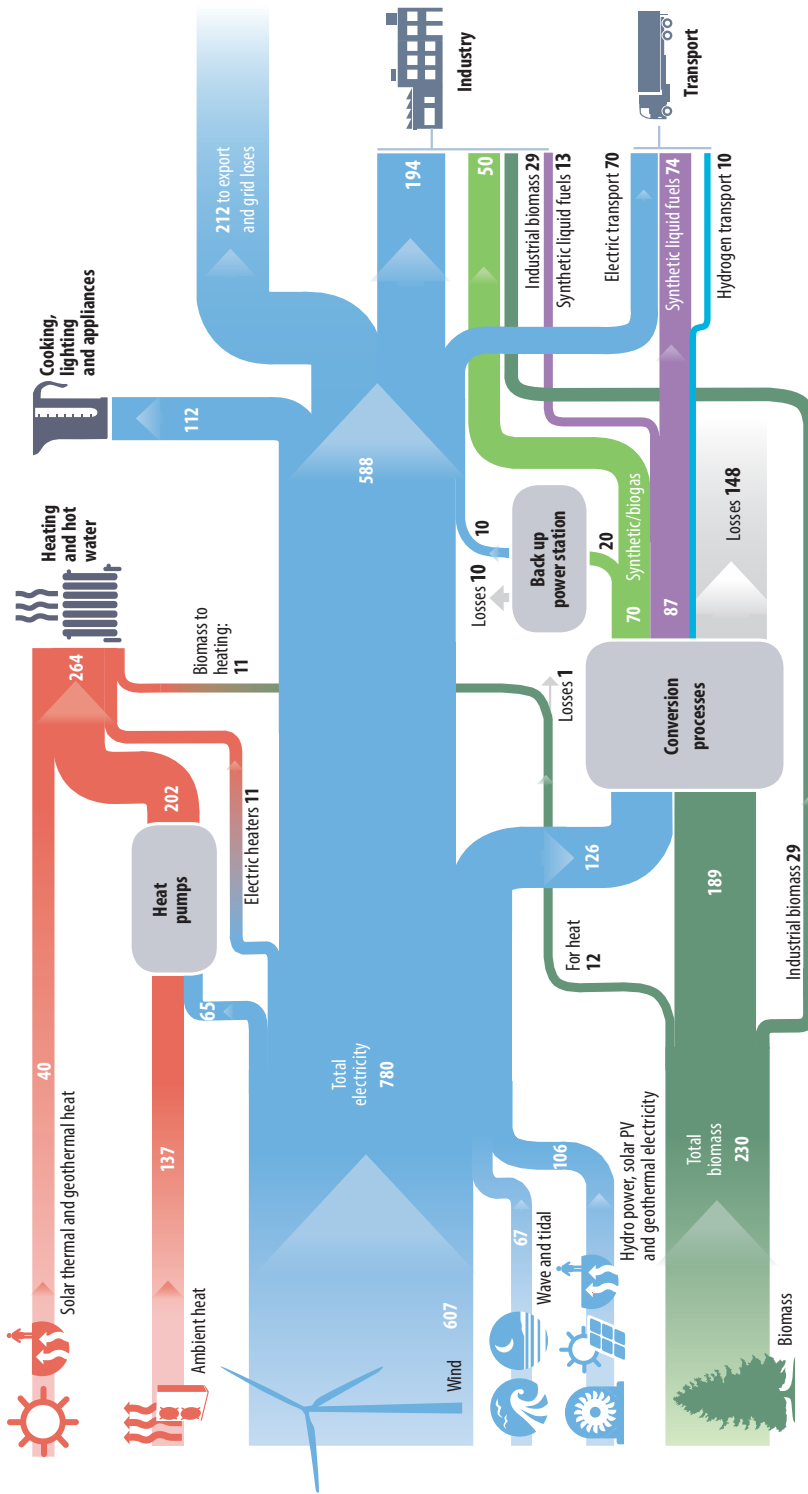 Solar thermal and geothermal heat
40
Ambient heat
137
Heat
pumps
65
202
Electric heaters 11
264
Heating
and hot
water
Biomass to
heating:
11
Cooking,
lighting
and appliances
112
Wind
607
Total
electricity
780
588
212 to export
and grid loses
Wave and tidal
67
Hydro power, solar PV
and geothermal electricity
106
126
For heat
12
Losses 1
Losses 10
10
Back up
power station
20
194
50
Industry
Industrial biomass 29
Synthetic liquid fuels 13
Biomass
Total
biomass
230
189
Industrial biomass 29
Conversion
processes
70
Synthetic/biogas
87
Losses 148
Electric transport 70
Synthetic liquid fuels 74
Hydrogen transport 10
Transport